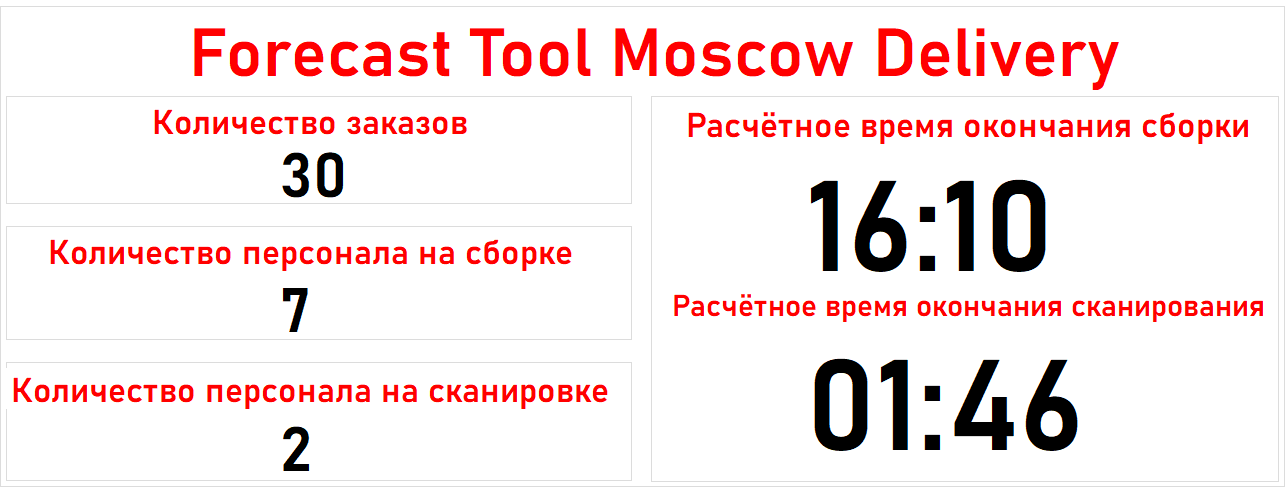 Forecast Tool Moscow Delivery
Количество заказов
30
Количество персонала на сборке
7
Количество персонала на сканировке
2
Расчётное время окончания сборки
16:10
Расчётное время окончания сканирования
01:46